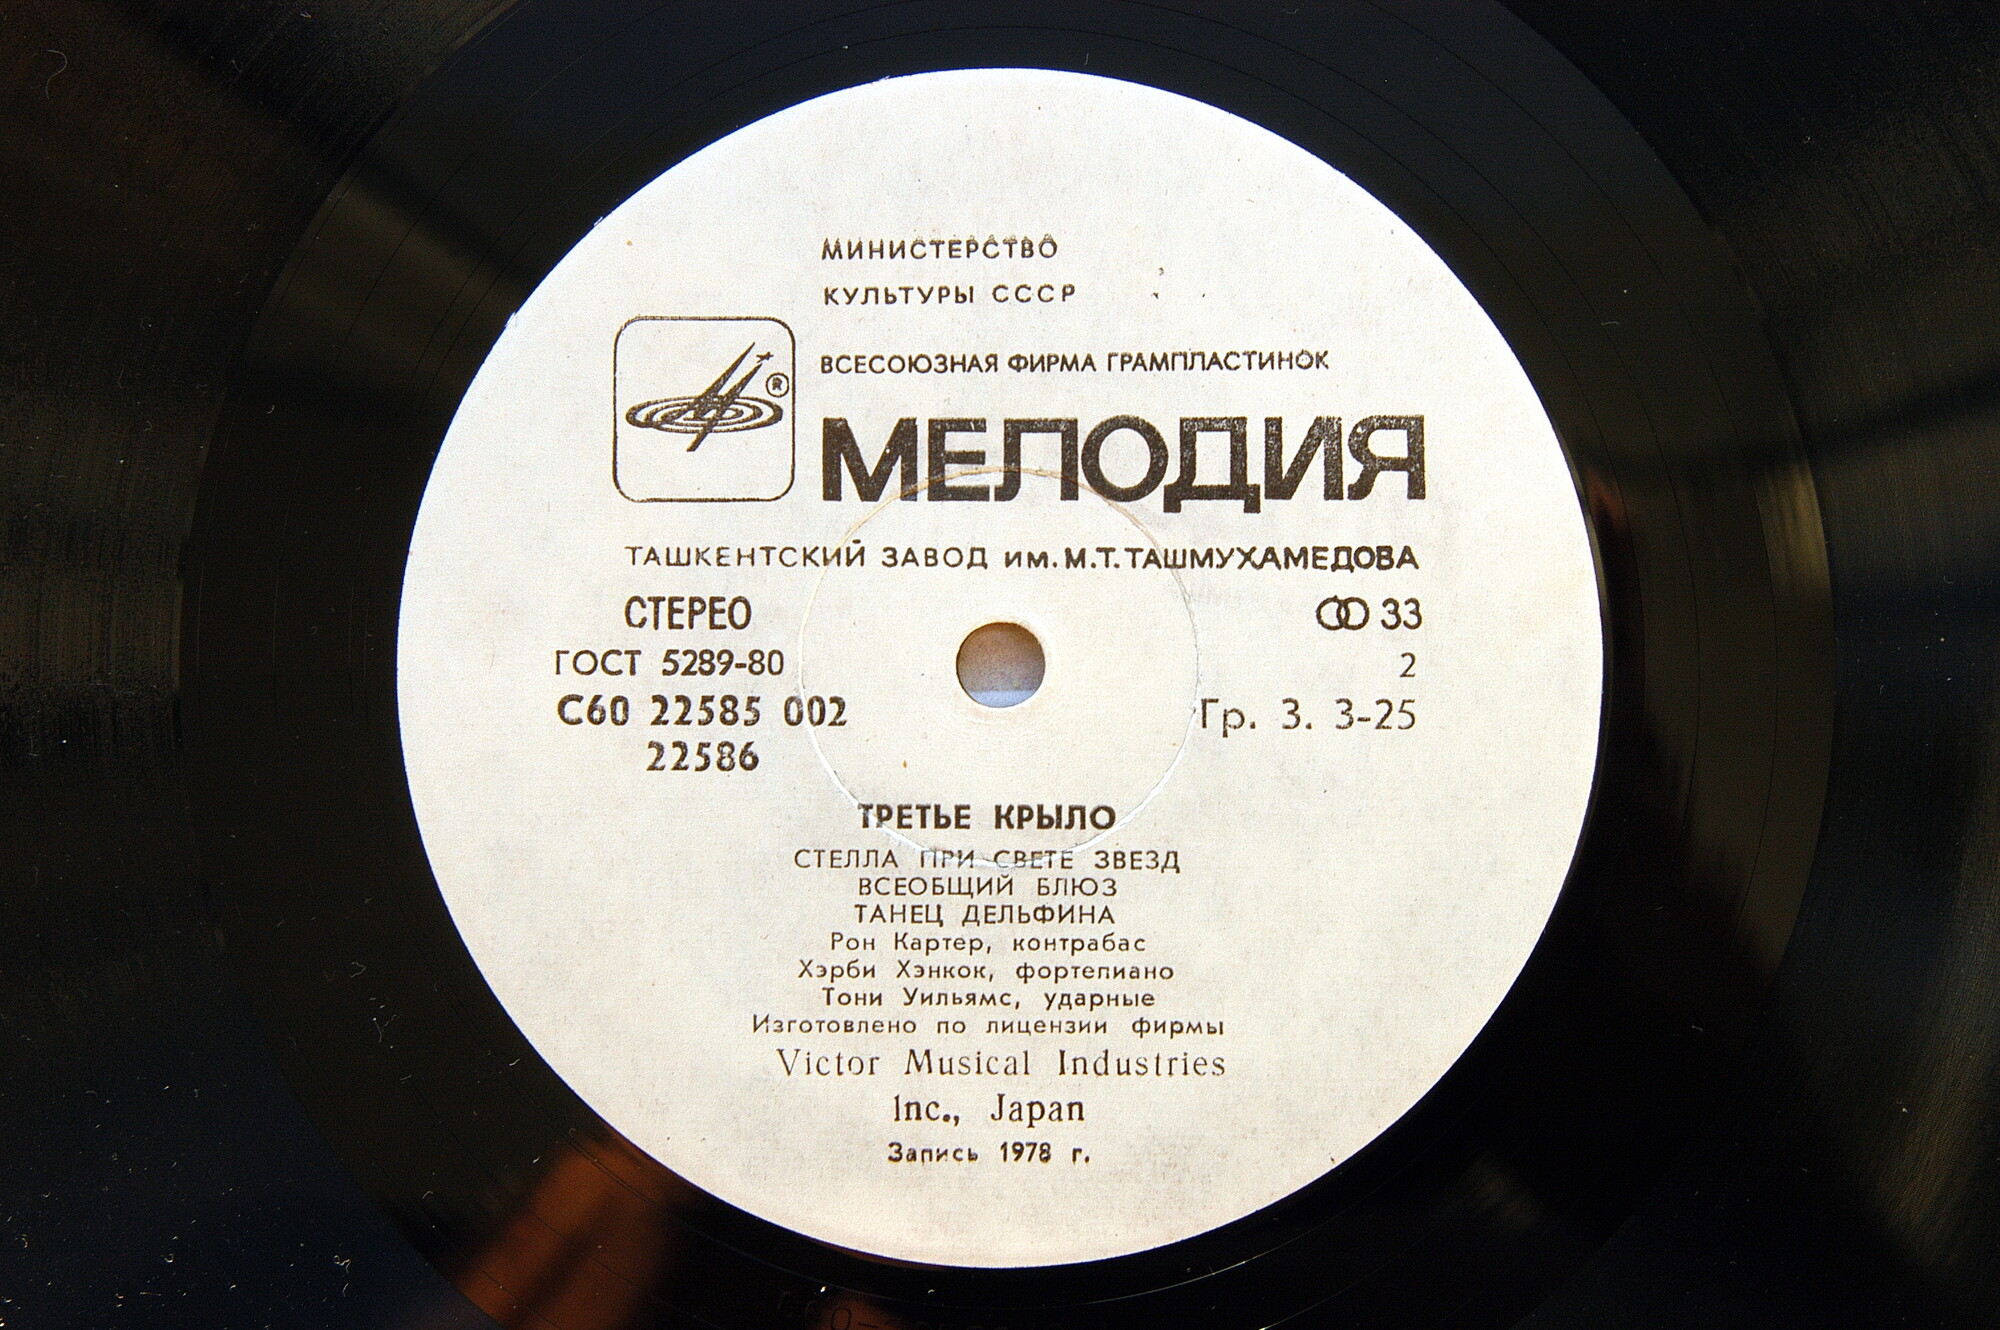 МИНИСТЕРСТВО
КУЛЬТУРЫ СССР
ВСЕСОЮЗНАЯ ФИРМА ГРАМПЛАСТИНОК
®
МЕЛОДИЯ
ТАШКЕНТСКИЙ ЗАВОД им. М.Т. ТАШМУХАМЕДОВА
СТЕРЕО
33
ГОСТ 5289-80
2
С60 22585 002
Гр. 3. 3-25
22586
ТРЕТЬЕ КРЫЛО
СТЕЛЛА ПРИ СВЕТЕ ЗВЕЗД
ВСЕОБЩИЙ БЛЮЗ
ТАНЕЦ ДЕЛЬФИНА
Рон Картер, контрабас
Хэрби Хэнкок, фортепиано
Тони Уильямс, ударные
Изготовлено по лицензии фирмы
Victor Musical Industries
Inc., Japan
Запись 1978 г.